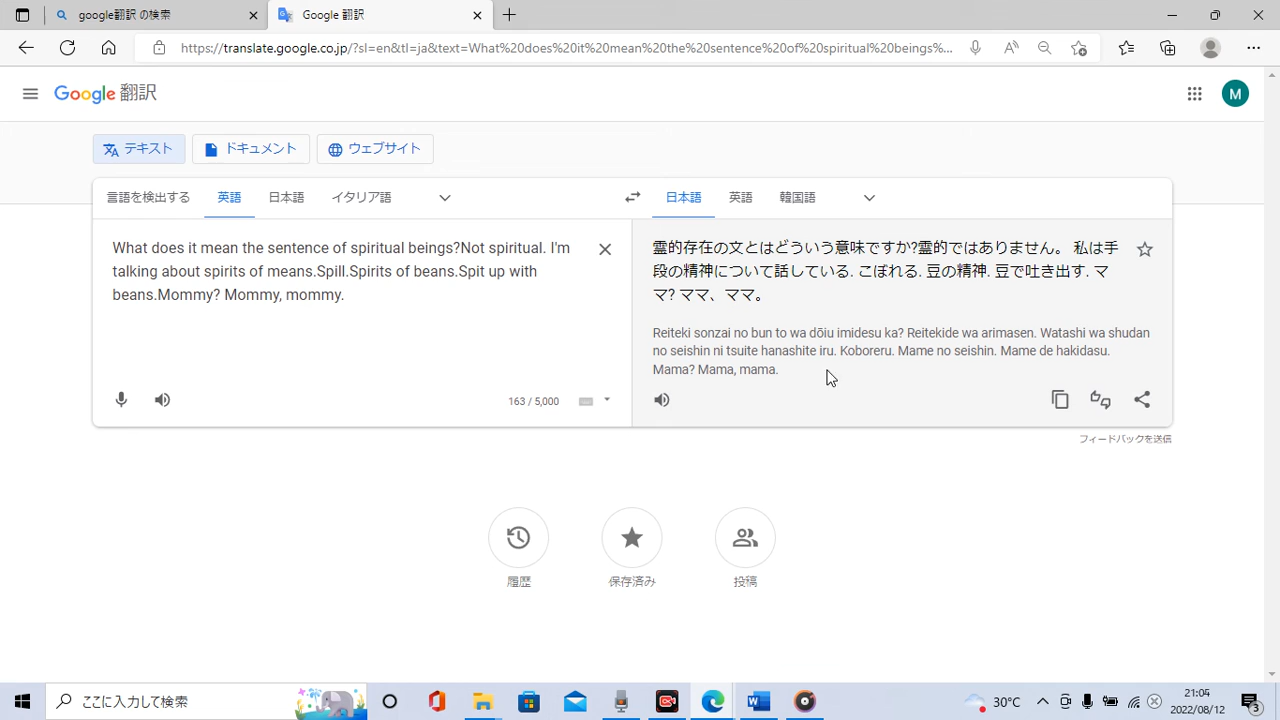 google翻訳 の検索
Google 翻訳
https://translate.google.co.jp/?sl=en&tl=ja&text=What%20does%20it%20mean%20the%20sentence%20of%20spiritual%20beings%...
Google 翻訳
M
テキスト
ドキュメント
ウェブサイト
言語を検出する 英語 日本語 イタリア語
日本語 英語 韓国語
What does it mean the sentence of spiritual beings?Not spiritual. I'm
talking about spirits of means.Spill.Spirits of beans.Spit up with
beans.Mommy? Mommy, mommy.
163 / 5,000
霊的存在の文とはどういう意味ですか?霊的ではありません。 私は手
段の精神について話している. こぼれる. 豆の精神. 豆で吐き出す. マ
マ? ママ、ママ。
Reiteki sonzai no bun to wa dōiu imidesu ka? Reitekide wa arimasen. Watashi wa shudan
no seishin ni tsuite hanashite iru. Koboreru. Mame no seishin. Mame de hakidasu.
Mama? Mama, mama.
フィードバックを送信
履歴
保存済み
投稿
ここに入力して検索
30°C
21:04
2022/08/12
3